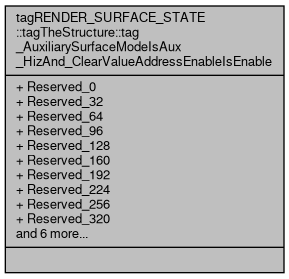 tagRENDER_SURFACE_STATE
::tagTheStructure::tag
_AuxiliarySurfaceModeIsAux
_HizAnd_ClearValueAddressEnableIsEnable
+ Reserved_0
+ Reserved_32
+ Reserved_64
+ Reserved_96
+ Reserved_128
+ Reserved_160
+ Reserved_192
+ Reserved_224
+ Reserved_256
+ Reserved_320
and 6 more...